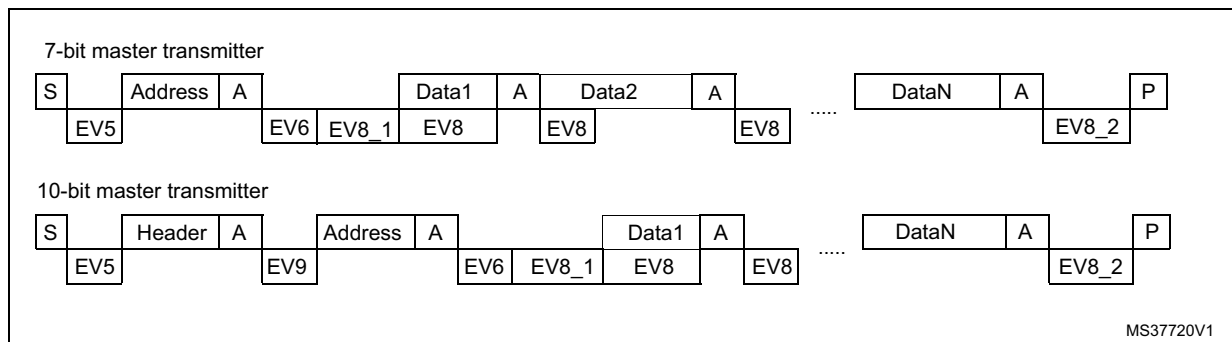 7-bit master transmitter
S Address A Data1 A Data2 A ..... DataN A P
EV5 EV6 EV8_1 EV8 EV8 EV8 EV8_2
10-bit master transmitter
S Header A Address A Data1 A ..... DataN A P
EV5 EV9 EV6 EV8_1 EV8 EV8 EV8_2
MS37720V1